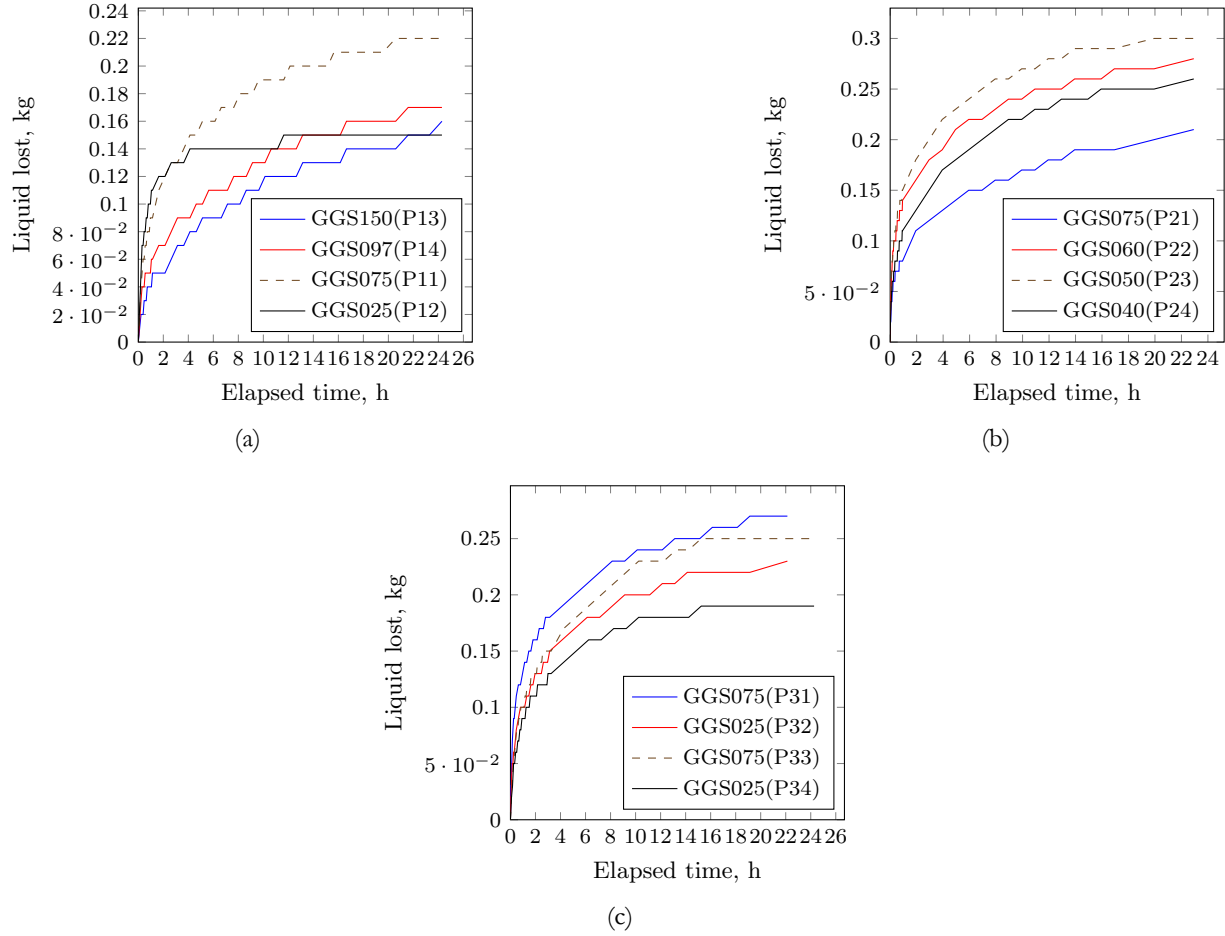 0 2 4 6 8 10 12 14 16 18 20 22 24 26
0
2 · 10⁻²
4 · 10⁻²
6 · 10⁻²
8 · 10⁻²
0.1
0.12
0.14
0.16
0.18
0.2
0.22
0.24
Elapsed time, h
Liquid lost, kg
GGS150(P13)
GGS097(P14)
GGS075(P11)
GGS025(P12)
(a)
0 2 4 6 8 10 12 14 16 18 20 22 24
5 · 10⁻²
0.1
0.15
0.2
0.25
0.3
Elapsed time, h
Liquid lost, kg
GGS075(P21)
GGS060(P22)
GGS050(P23)
GGS040(P24)
(b)
0 2 4 6 8 10 12 14 16 18 20 22 24 26
0
5 · 10⁻²
0.1
0.15
0.2
0.25
Elapsed time, h
Liquid lost, kg
GGS075(P31)
GGS025(P32)
GGS075(P33)
GGS025(P34)
(c)